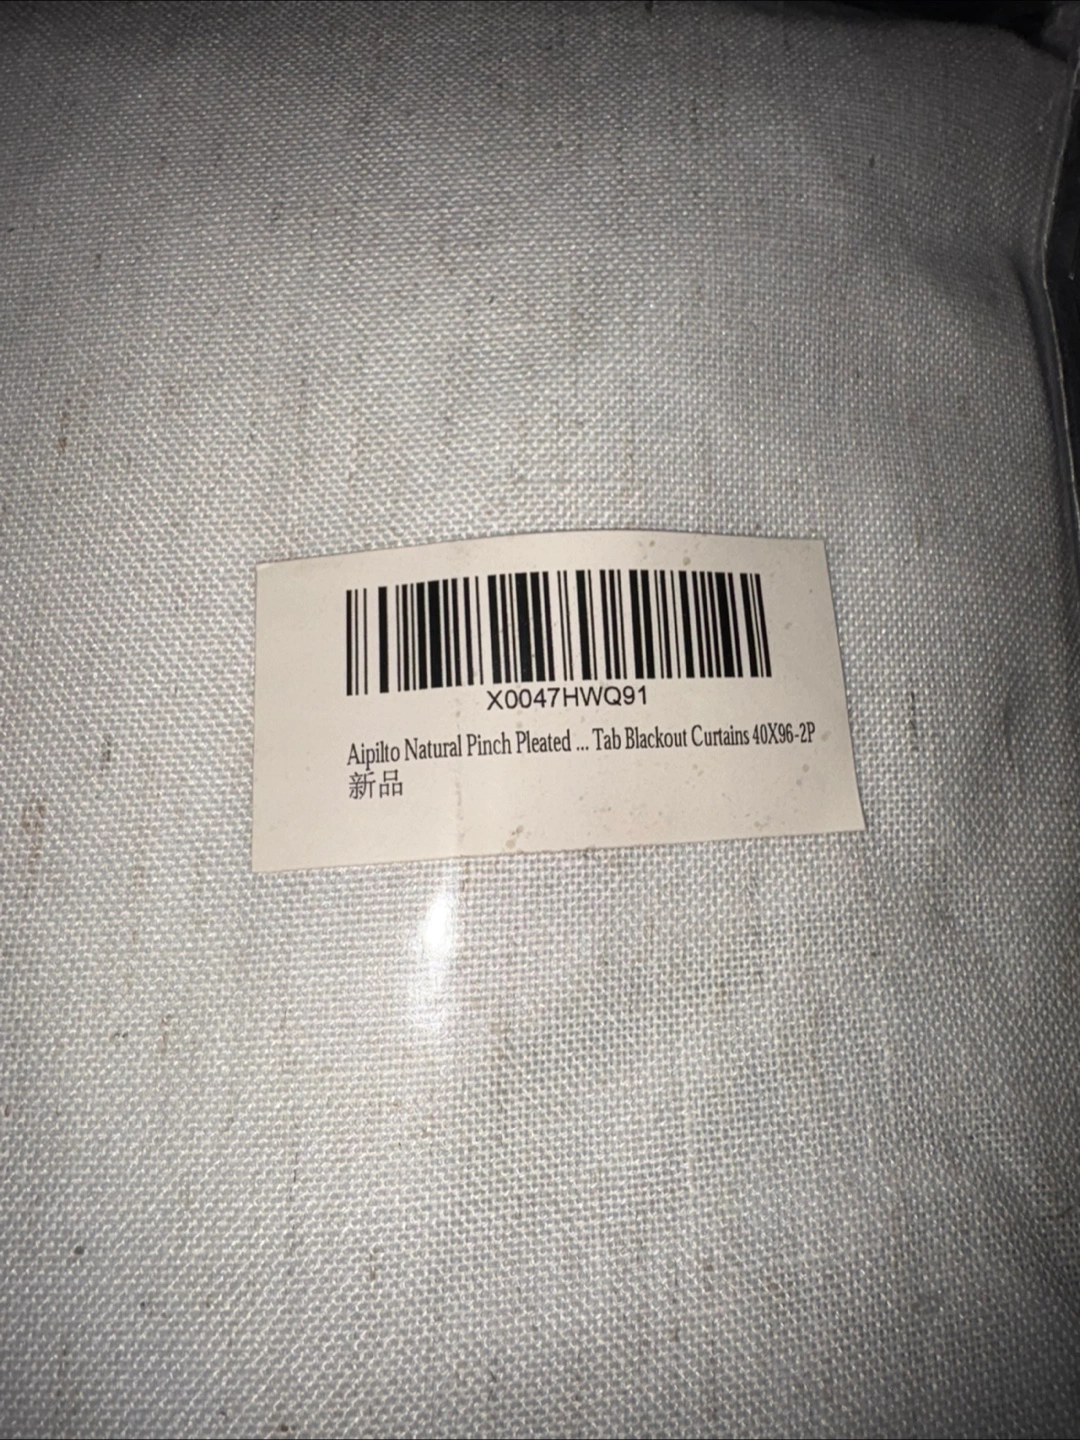 X0047HWQ91
Aipilto Natural Pinch Pleated ... Tab Blackout Curtains 40X96-2P
新品